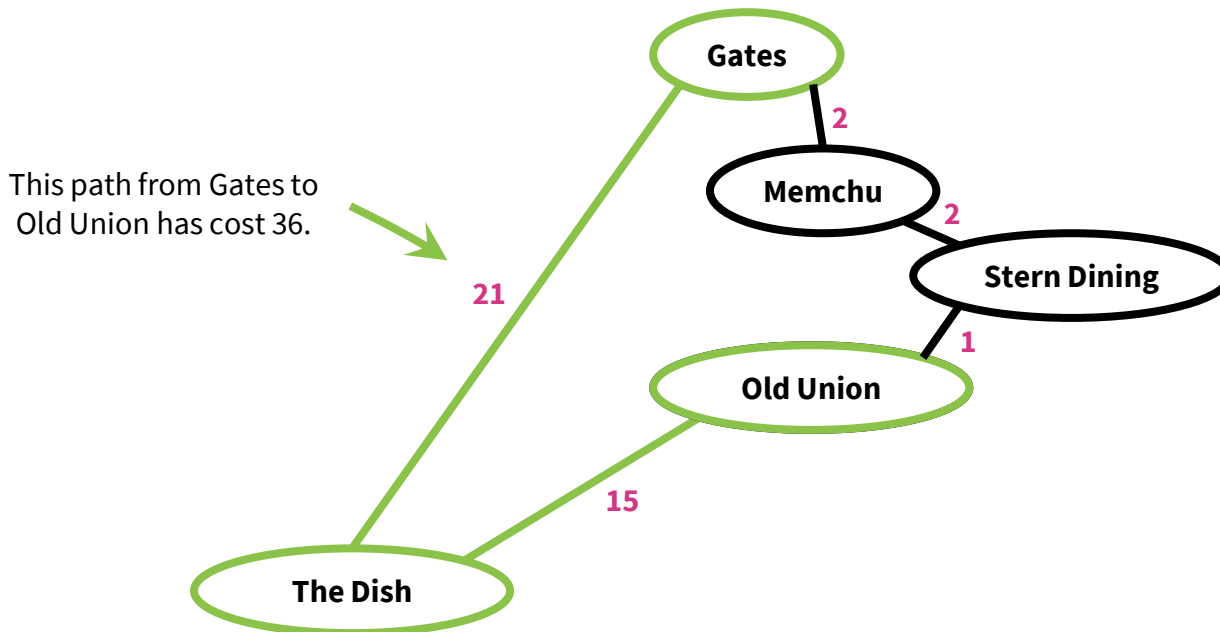 Gates
2
Memchu
This path from Gates to
Old Union has cost 36.
2
Stern Dining
21
1
Old Union
15
The Dish